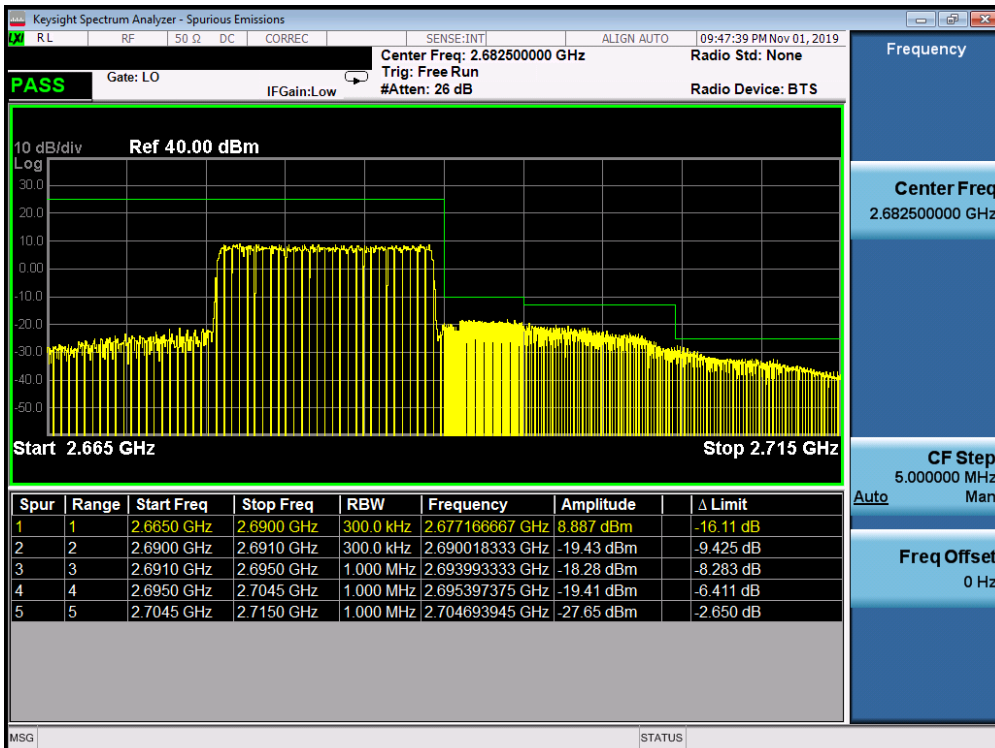 Keysight Spectrum Analyzer - Spurious Emissions
LXI RL RF 50 Ω DC CORREC SENSE:INT ALIGN AUTO 09:47:39 PM Nov 01, 2019
Center Freq: 2.682500000 GHz Radio Std: None
PASS Gate: LO Trig: Free Run
IFGain:Low #Atten: 26 dB Radio Device: BTS
Frequency
10 dB/div Ref 40.00 dBm
Log
30.0
20.0
10.0
0.00
-10.0
-20.0
-30.0
-40.0
-50.0
Start 2.665 GHz Stop 2.715 GHz
Spur Range Start Freq Stop Freq RBW Frequency Amplitude Δ Limit
1 1 2.6650 GHz 2.6900 GHz 300.0 kHz 2.677166667 GHz 8.887 dBm -16.11 dB
2 2 2.6900 GHz 2.6910 GHz 300.0 kHz 2.690018333 GHz -19.43 dBm -9.425 dB
3 3 2.6910 GHz 2.6950 GHz 1.000 MHz 2.693993333 GHz -18.28 dBm -8.283 dB
4 4 2.6950 GHz 2.7045 GHz 1.000 MHz 2.695397375 GHz -19.41 dBm -6.411 dB
5 5 2.7045 GHz 2.7150 GHz 1.000 MHz 2.704693945 GHz -27.65 dBm -2.650 dB
Center Freq
2.682500000 GHz
CF Step
5.000000 MHz
Auto Man
Freq Offset
0 Hz
MSG STATUS